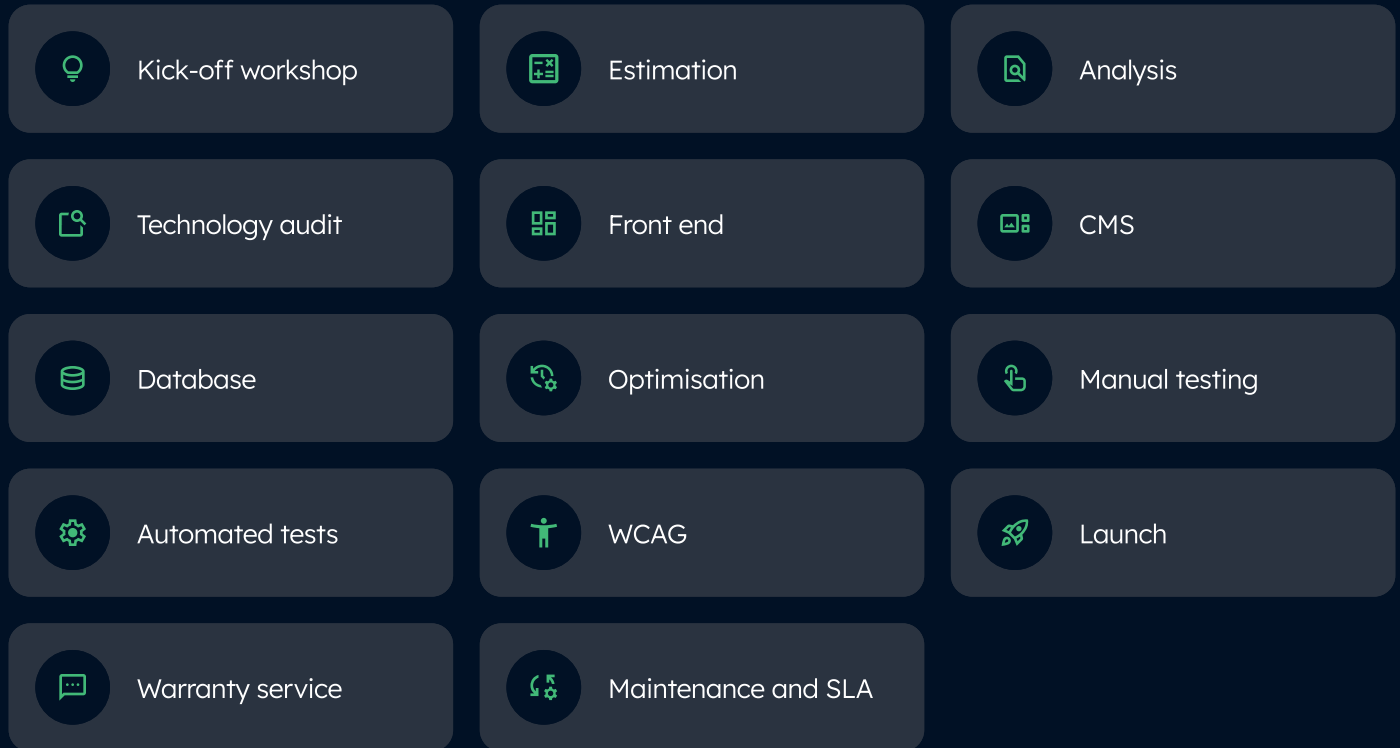 Kick-off workshop
Estimation
Analysis
Technology audit
Front end
CMS
Database
Optimisation
Manual testing
Automated tests
WCAG
Launch
Warranty service
Maintenance and SLA